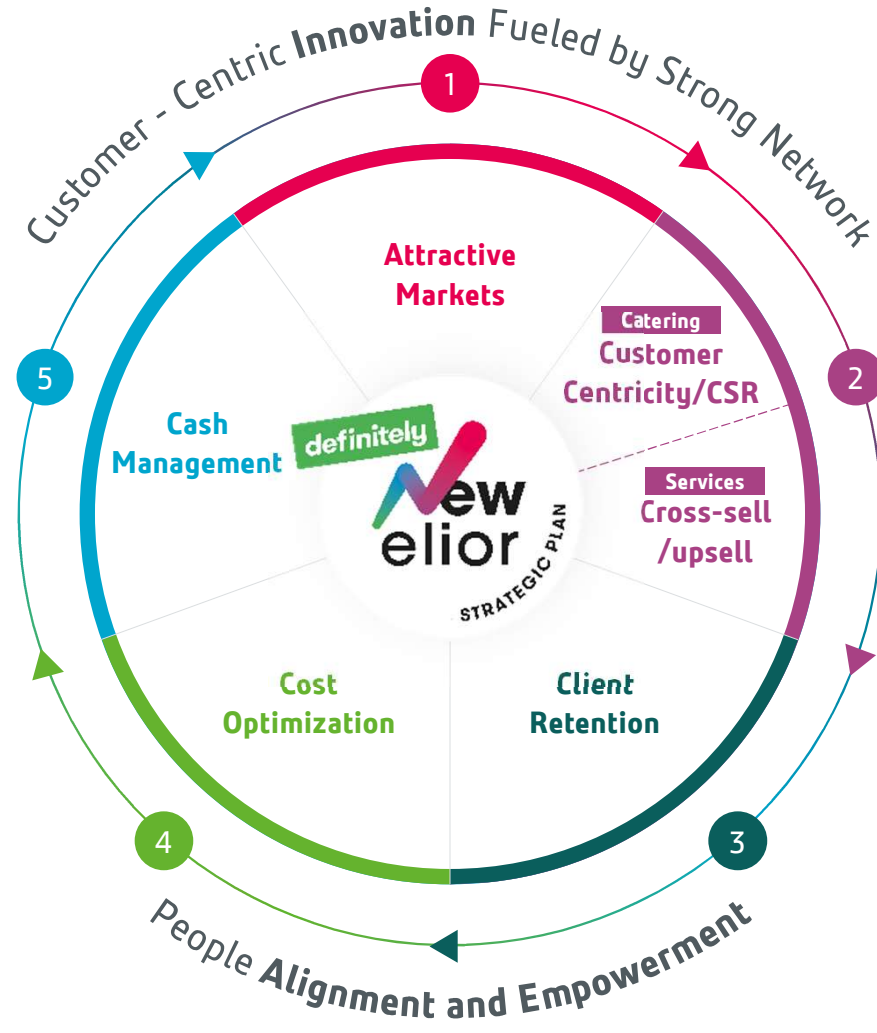 Customer - Centric Innovation Fueled by Strong Network
1
Attractive
Markets
2
Catering
Customer
Centricity/CSR
Services
Cross-sell
/upsell
3
Client
Retention
4
Cost
Optimization
5
Cash
Management
definitely
New
elior
STRATEGIC PLAN
People Alignment and Empowerment